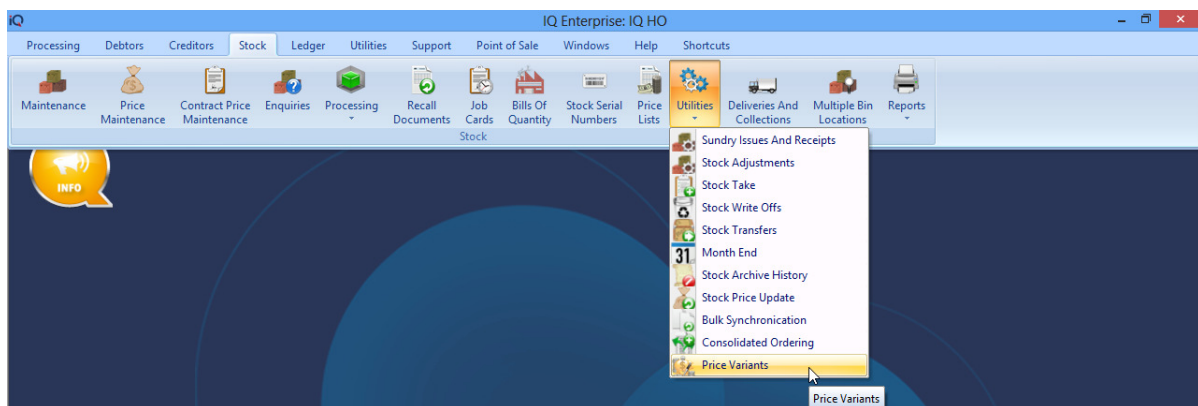 iQ
IQ Enterprise: IQ HO
Processing Debtors Creditors Stock Ledger Utilities Support Point of Sale Windows Help Shortcuts
Maintenance
Price Maintenance
Contract Price Maintenance
Enquiries
Processing
Recall Documents
Job Cards
Bills Of Quantity
Stock Serial Numbers
Price Lists
Utilities
Deliveries And Collections
Multiple Bin Locations
Reports
Stock
INFO
Sundry Issues And Receipts
Stock Adjustments
Stock Take
Stock Write Offs
Stock Transfers
31 Month End
Stock Archive History
Stock Price Update
Bulk Synchronication
Consolidated Ordering
Price Variants
Price Variants